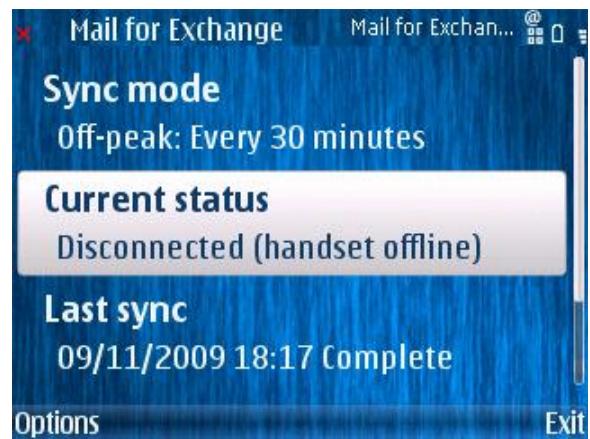 Mail for Exchange Mail for Exchan... @
Sync mode
Off-peak: Every 30 minutes
Current status
Disconnected (handset offline)
Last sync
09/11/2009 18:17 Complete
Options Exit